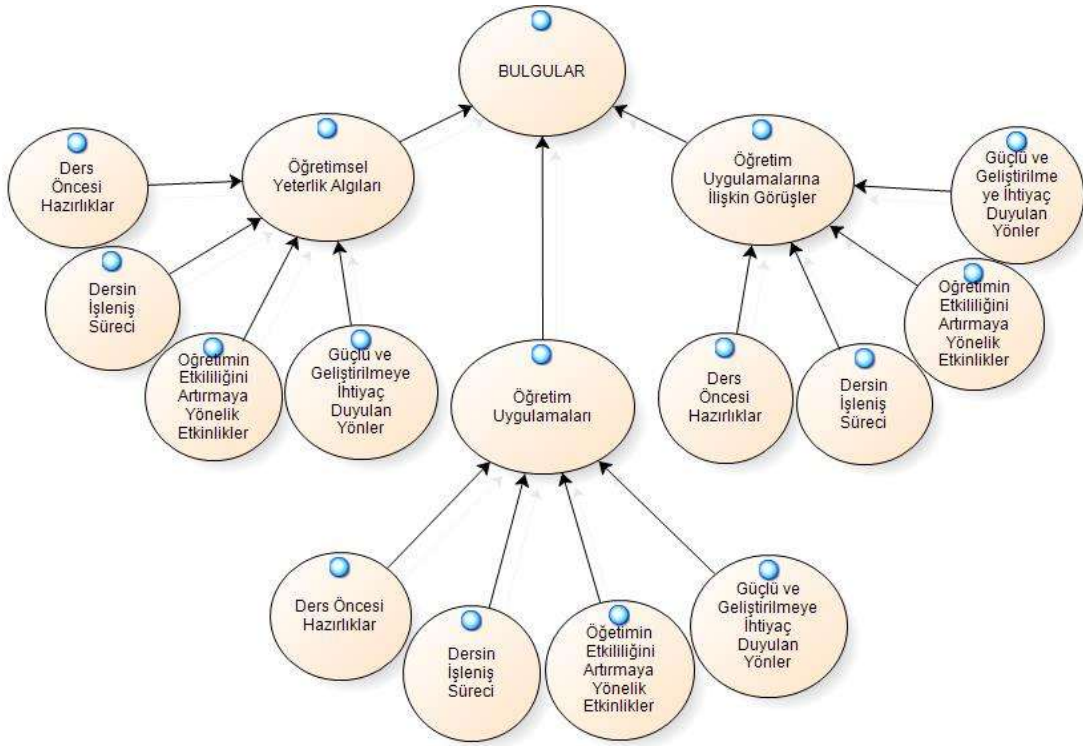 BULGULAR
Öğretimsel
Yeterlik Algıları
Ders
Öncesi
Hazırlıklar
Dersin
İşleniş
Süreci
Oğretimin
Etkililiğini
Artırmaya
Yönelik
Etkinlikler
Güçlü ve
Geliştirilmeye
İhtiyaç
Duyulan
Yönler
Öğretim
Uygulamaları
Ders Öncesi
Hazırlıklar
Dersin
İşleniş
Süreci
Öğetimin
Etkililiğini
Artırmaya
Yönelik
Etkinlikler
Güçlü ve
Geliştirilmeye
İhtiyaç
Duyulan
Yönler
Öğretim
Uygulamalarına
İlişkin Görüşler
Ders
Öncesi
Hazırlıklar
Dersin
İşleniş
Süreci
Oğretimin
Etkililiğini
Artırmaya
Yönelik
Etkinlikler
Güçlü ve
Geliştirilme
ye İhtiyaç
Duyulan
Yönler